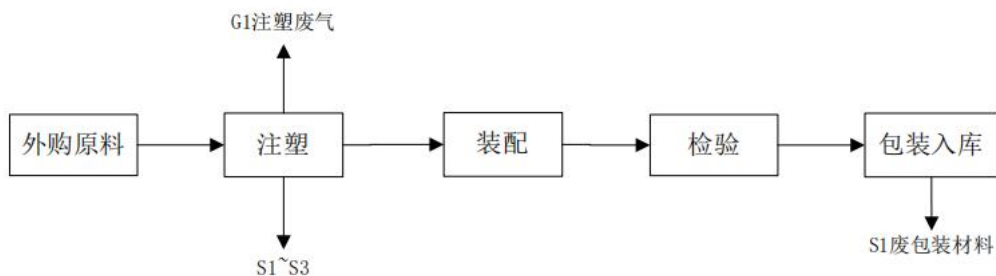 G1注塑废气
外购原料
注塑
装配
检验
包装入库
S1~S3
S1废包装材料